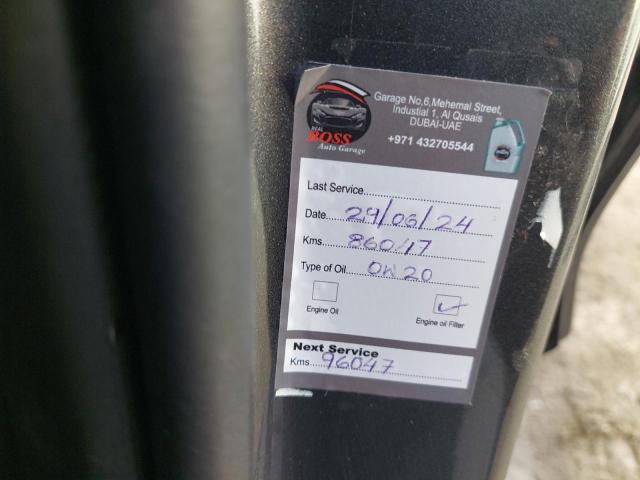 REAL
BOSS
Auto Garage
Garage No,6,Mehemal Street,
Industial 1, Al Qusais
DUBAI-UAE
+971 432705544
Last Service
Date 29/06/24
Kms 86047
Type of Oil 0W20
Engine Oil
Engine oil Filter
Next Service
Kms 96047